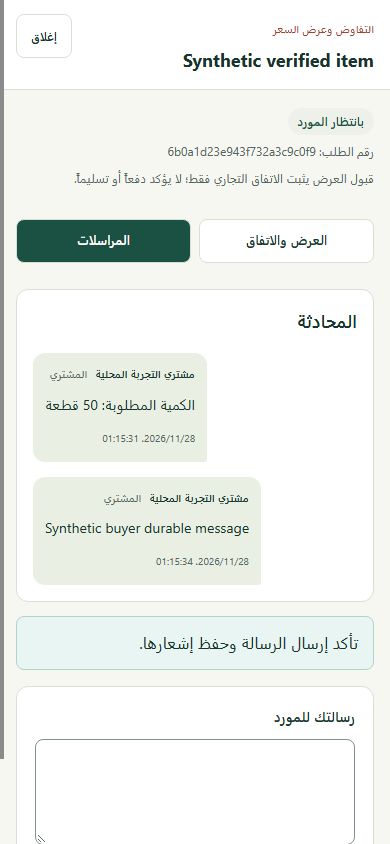 التفاوض وعرض السعر
إغلاق
Synthetic verified item
بانتظار المورد
رقم الطلب: 6b0a1d23e943f732a3c9c0f9
قبول العرض يثبت الاتفاق التجاري فقط؛ لا يؤكد دفعاً أو تسليماً.
العرض والاتفاق
المراسلات
المحادثة
مشتري التجربة المحلية المشتري
الكمية المطلوبة: 50 قطعة
2026/11/28، 01:15:31
مشتري التجربة المحلية المشتري
Synthetic buyer durable message
2026/11/28، 01:15:34
تأكد إرسال الرسالة وحفظ إشعارها.
رسالتك للمورد